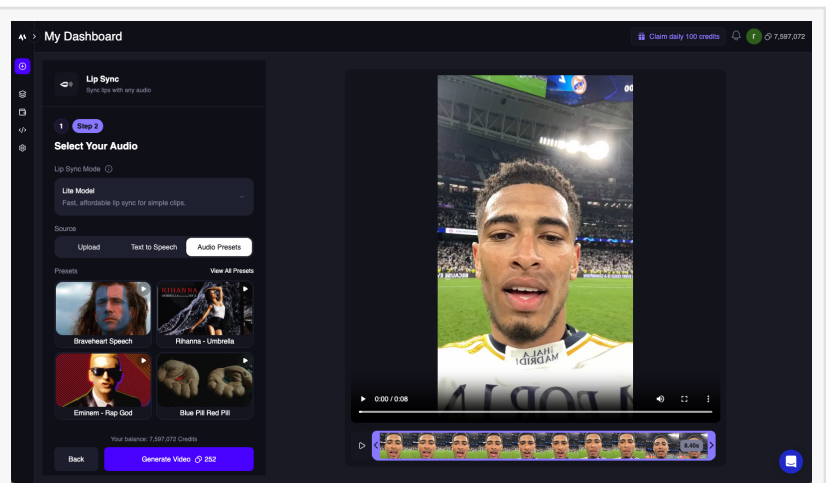 My Dashboard
Claim daily 100 credits
r
7,597,072
Lip Sync
Sync lips with any audio
1
Step 2
Select Your Audio
Lip Sync Mode
Lite Model
Fast, affordable lip sync for simple clips.
Source
Upload
Text to Speech
Audio Presets
Presets
View All Presets
RIHANNA
Braveheart Speech
Rihanna - Umbrella
Eminem - Rap God
Blue Pill Red Pill
Your balance: 7,597,072 Credits
Back
Generate Video 252
00
BECAUSE
¡HALA
MADRID!
0:00 / 0:08
8.40s